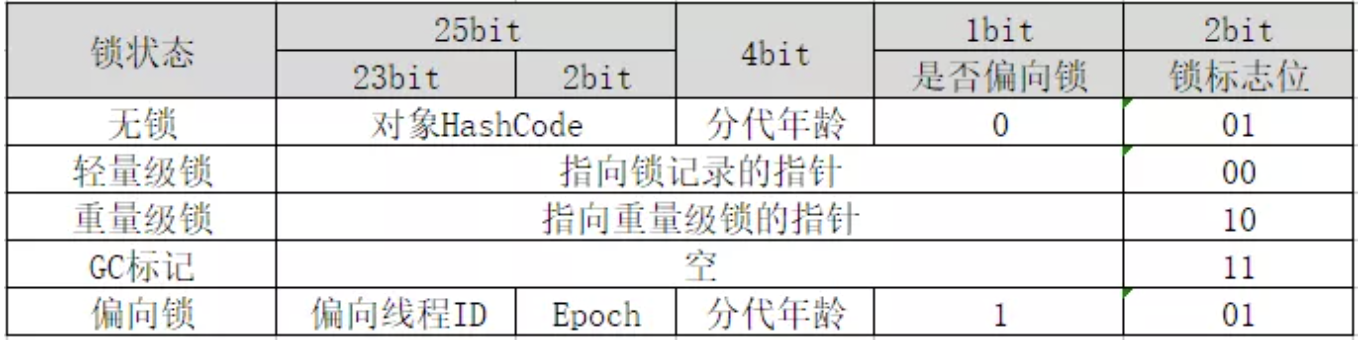 锁状态 25bit 4bit 1bit 2bit
23bit 2bit 是否偏向锁 锁标志位
无锁 对象HashCode 分代年龄 0 01
轻量级锁 指向锁记录的指针 00
重量级锁 指向重量级锁的指针 10
GC标记 空 11
偏向锁 偏向线程ID Epoch 分代年龄 1 01